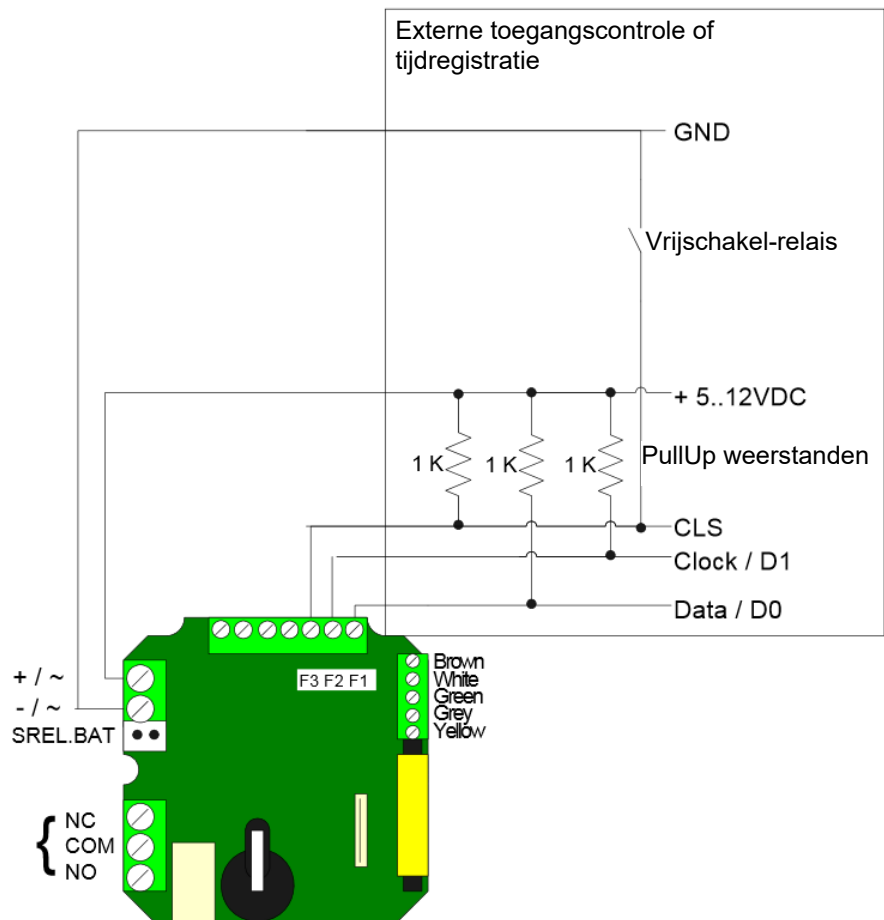 Externe toegangscontrole of
tijdregistratie
GND
Vrijschakel-relais
+ 5..12VDC
1 K 1 K 1 K PullUp weerstanden
CLS
Clock / D1
Data / D0
F3 F2 F1
Brown
White
Green
Grey
Yellow
+ / ~
- / ~
SREL.BAT
{ NC
COM
NO